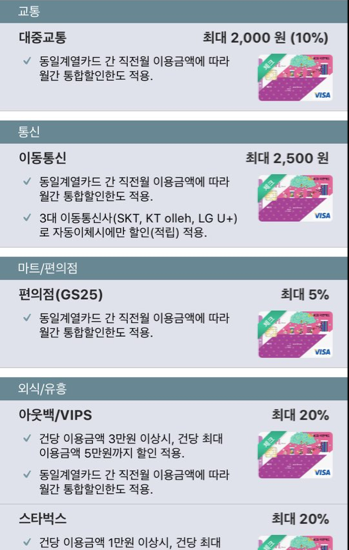 교통
대중교통 최대 2,000 원 (10%)
동일계열카드 간 직전월 이용금액에 따라
월간 통합할인한도 적용.
체크
VISA
통신
이동통신 최대 2,500 원
동일계열카드 간 직전월 이용금액에 따라
월간 통합할인한도 적용.
3대 이동통신사(SKT, KT olleh, LG U+)
로 자동이체시에만 할인(적립) 적용.
체크
VISA
마트/편의점
편의점(GS25) 최대 5%
동일계열카드 간 직전월 이용금액에 따라
월간 통합할인한도 적용.
체크
VISA
외식/유흥
아웃백/VIPS 최대 20%
건당 이용금액 3만원 이상시, 건당 최대
이용금액 5만원까지 할인 적용.
동일계열카드 간 직전월 이용금액에 따라
월간 통합할인한도 적용.
체크
VISA
스타벅스 최대 20%
건당 이용금액 1만원 이상시, 건당 최대
체크